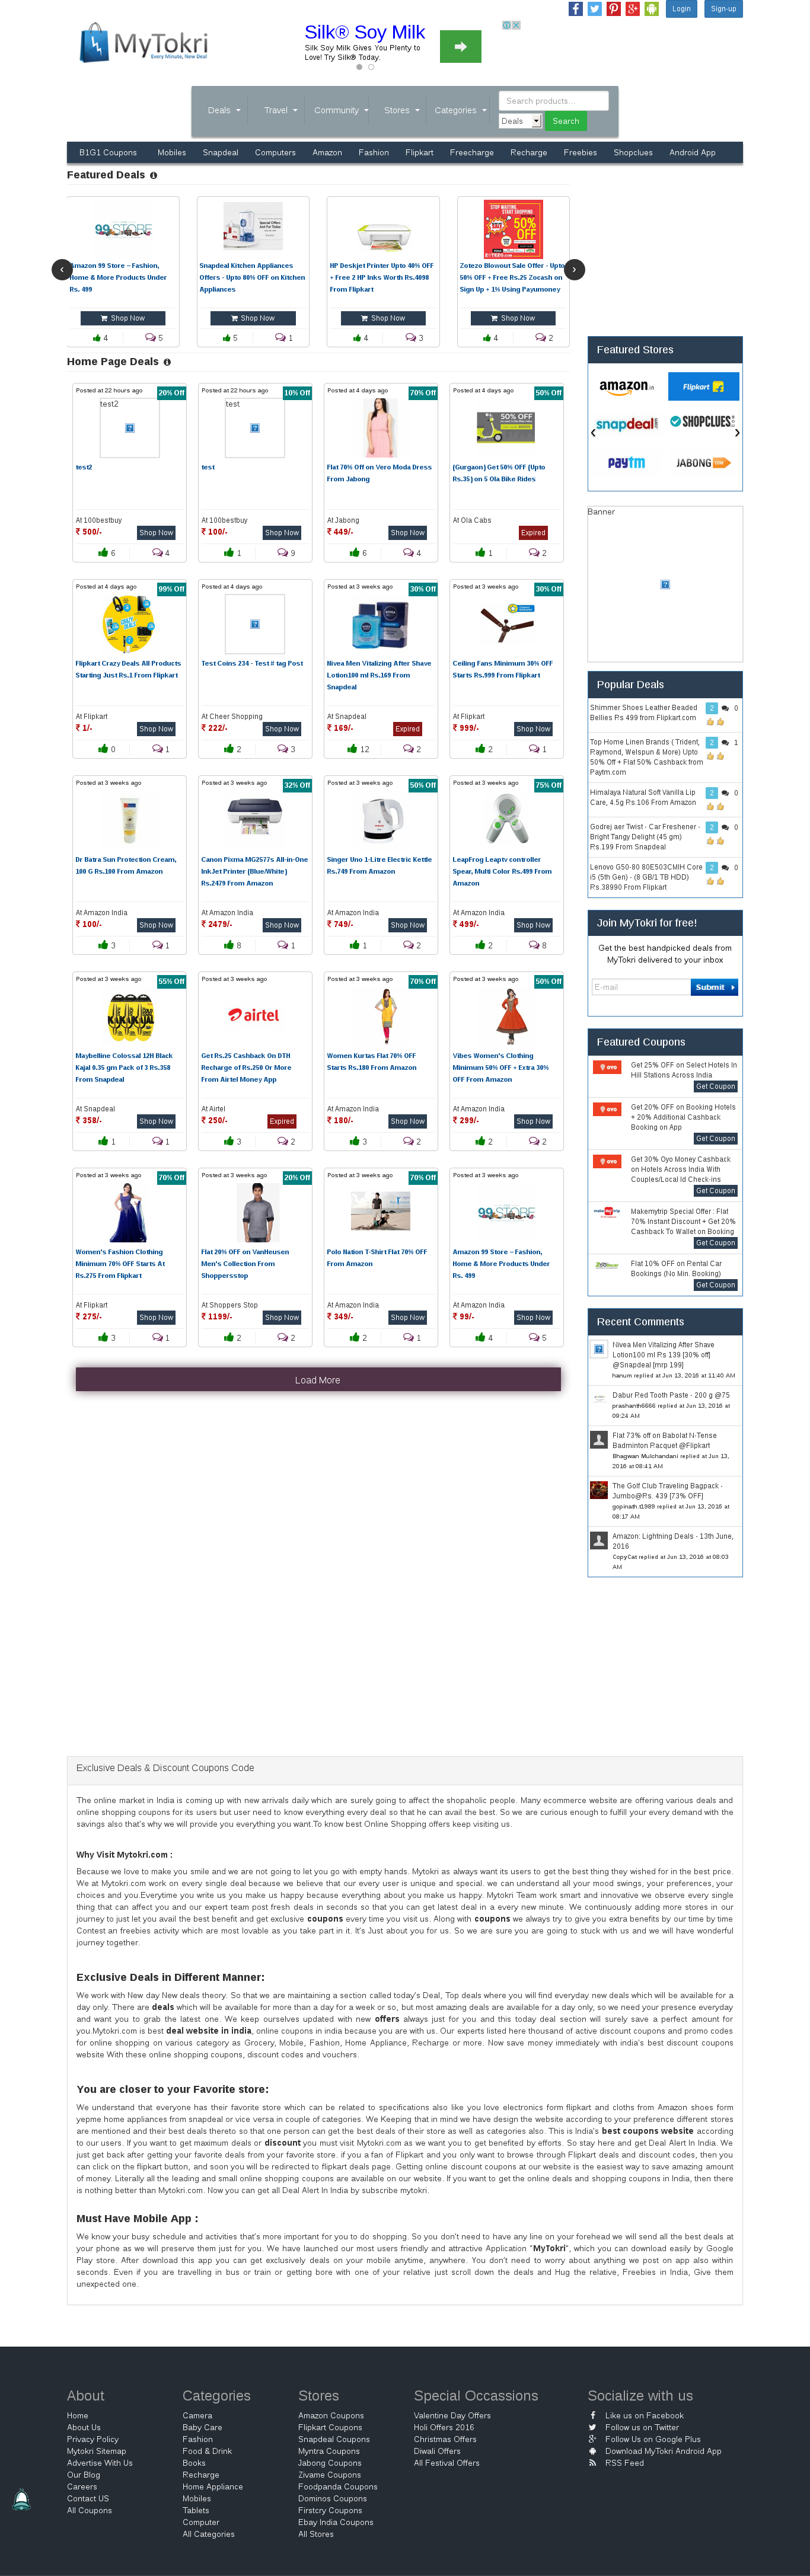 Login
Sign-up
MyTokri
Every Minute, New Deal
Silk® Soy Milk
Silk Soy Milk Gives You Plenty to
Love! Try Silk® Today.
Deals
Travel
Community
Stores
Categories
Search products...
Deals
Search
B1G1 Coupons
Mobiles
Snapdeal
Computers
Amazon
Fashion
Flipkart
Freecharge
Recharge
Freebies
Shopclues
Android App
Featured Deals
99 STORE
Amazon 99 Store – Fashion,
Home & More Products Under
Rs. 499
Shop Now
4
5
Snapdeal Kitchen Appliances
Offers - Upto 80% OFF on Kitchen
Appliances
Shop Now
5
1
HP Deskjet Printer Upto 40% OFF
+ Free 2 HP Inks Worth Rs.4098
From Flipkart
Shop Now
4
3
STOP WAITING,
START SHOPPING
50% OFF
ZOTEZO.COM
Zotezo Blowout Sale Offer - Upto
50% OFF + Free Rs.25 Zocash on
Sign Up + 1% Using Payumoney
Shop Now
4
2
Home Page Deals
Posted at 22 hours ago
20% Off
test2
test2
At 100bestbuy
₹ 500/-
Shop Now
6
4
Posted at 22 hours ago
10% Off
test
test
At 100bestbuy
₹ 100/-
Shop Now
1
9
Posted at 4 days ago
70% Off
Flat 70% Off on Vero Moda Dress
From Jabong
At Jabong
₹ 449/-
Shop Now
6
4
Posted at 4 days ago
50% Off
50% OFF
(Gurgaon) Get 50% OFF (Upto
Rs.35) on 5 Ola Bike Rides
At Ola Cabs
Expired
1
2
Posted at 4 days ago
99% Off
CRAZY DEALS
Flipkart Crazy Deals All Products
Starting Just Rs.1 From Flipkart
At Flipkart
₹ 1/-
Shop Now
0
1
Posted at 4 days ago
Test Coins 234 - Test # tag Post
At Cheer Shopping
₹ 222/-
Shop Now
2
3
Posted at 3 weeks ago
30% Off
Nivea Men Vitalizing After Shave
Lotion100 ml Rs.169 From
Snapdeal
At Snapdeal
₹ 169/-
Expired
12
2
Posted at 3 weeks ago
30% Off
Ceiling Fans Minimum 30% OFF
Starts Rs.999 From Flipkart
At Flipkart
₹ 999/-
Shop Now
2
1
Posted at 3 weeks ago
Dr Batra Sun Protection Cream,
100 G Rs.100 From Amazon
At Amazon India
₹ 100/-
Shop Now
3
1
Posted at 3 weeks ago
32% Off
Canon Pixma MG2577s All-in-One
InkJet Printer (Blue/White)
Rs.2479 From Amazon
At Amazon India
₹ 2479/-
Shop Now
8
1
Posted at 3 weeks ago
50% Off
Singer Uno 1-Litre Electric Kettle
Rs.749 From Amazon
At Amazon India
₹ 749/-
Shop Now
1
2
Posted at 3 weeks ago
75% Off
LeapFrog Leaptv controller
Spear, Multi Color Rs.499 From
Amazon
At Amazon India
₹ 499/-
Shop Now
2
8
Posted at 3 weeks ago
55% Off
Maybelline Colossal 12H Black
Kajal 0.35 gm Pack of 3 Rs.358
From Snapdeal
At Snapdeal
₹ 358/-
Shop Now
1
1
Posted at 3 weeks ago
airtel
Get Rs.25 Cashback On DTH
Recharge of Rs.250 Or More
From Airtel Money App
At Airtel
₹ 250/-
Expired
3
2
Posted at 3 weeks ago
70% Off
Women Kurtas Flat 70% OFF
Starts Rs.180 From Amazon
At Amazon India
₹ 180/-
Shop Now
3
2
Posted at 3 weeks ago
50% Off
Vibes Women's Clothing
Minimum 50% OFF + Extra 30%
OFF From Amazon
At Amazon India
₹ 299/-
Shop Now
2
2
Posted at 3 weeks ago
70% Off
Women's Fashion Clothing
Minimum 70% OFF Starts At
Rs.275 From Flipkart
At Flipkart
₹ 275/-
Shop Now
3
1
Posted at 3 weeks ago
20% Off
Flat 20% OFF on VanHeusen
Men's Collection From
Shoppersstop
At Shoppers Stop
₹ 1199/-
Shop Now
2
2
Posted at 3 weeks ago
70% Off
Polo Nation T-Shirt Flat 70% OFF
From Amazon
At Amazon India
₹ 349/-
Shop Now
2
1
Posted at 3 weeks ago
99 STORE
Amazon 99 Store – Fashion,
Home & More Products Under
Rs. 499
At Amazon India
₹ 99/-
Shop Now
4
5
Load More
Featured Stores
amazon.in
Flipkart
snapdeal
SHOPCLUES.COM
paytm
JABONG
Banner
Popular Deals
Shimmer Shoes Leather Beaded
Bellies Rs 499 from Flipkart.com
2
0
Top Home Linen Brands ( Trident,
Raymond, Welspun & More) Upto
50% Off + Flat 50% Cashback from
Paytm.com
2
1
Himalaya Natural Soft Vanilla Lip
Care, 4.5g Rs.106 From Amazon
2
0
Godrej aer Twist - Car Freshener -
Bright Tangy Delight (45 gm)
Rs.199 From Snapdeal
2
0
Lenovo G50-80 80E503CMIH Core
i5 (5th Gen) - (8 GB/1 TB HDD)
Rs.38990 From Flipkart
2
0
Join MyTokri for free!
Get the best handpicked deals from
MyTokri delivered to your inbox
E-mail
Submit
Featured Coupons
OYO
Get 25% OFF on Select Hotels In
Hill Stations Across India
Get Coupon
OYO
Get 20% OFF on Booking Hotels
+ 20% Additional Cashback
Booking on App
Get Coupon
OYO
Get 30% Oyo Money Cashback
on Hotels Across India With
Couples/Local Id Check-ins
Get Coupon
Makemytrip Special Offer : Flat
70% Instant Discount + Get 20%
Cashback To Wallet on Booking
Get Coupon
Flat 10% OFF on Rental Car
Bookings (No Min. Booking)
Get Coupon
Recent Comments
Nivea Men Vitalizing After Shave
Lotion100 ml Rs 139 [30% off]
@Snapdeal [mrp 199]
hanum replied at Jun 13, 2016 at 11:40 AM
Dabur Red Tooth Paste - 200 g @75
prashanth6666 replied at Jun 13, 2016 at
09:24 AM
Flat 73% off on Babolat N-Tense
Badminton Racquet @Flipkart
Bhagwan Mulchandani replied at Jun 13,
2016 at 08:41 AM
The Golf Club Traveling Bagpack -
Jumbo@Rs. 439 [73% OFF]
gopinath.t1989 replied at Jun 13, 2016 at
08:17 AM
Amazon: Lightning Deals - 13th June,
2016
CopyCat replied at Jun 13, 2016 at 08:03
AM
Exclusive Deals & Discount Coupons Code
The online market in India is coming up with new arrivals daily which are surely going to affect the shopaholic people. Many ecommerce website are offering various deals and
online shopping coupons for its users but user need to know everything every deal so that he can avail the best. So we are curious enough to fulfill your every demand with the
savings also that's why we will provide you everything you want.To know best Online Shopping offers keep visiting us.
Why Visit Mytokri.com :
Because we love to make you smile and we are not going to let you go with empty hands. Mytokri as always want its users to get the best thing they wished for in the best price.
We at Mytokri.com work on every single deal because we believe that our every user is unique and special. we can understand all your mood swings, your preferences, your
choices and you.Everytime you write us you make us happy because everything about you make us happy. Mytokri Team work smart and innovative we observe every single
thing that can affect you and our expert team post fresh deals in seconds so that you can get latest deal in a every new minute. We continuously adding more stores in our
journey to just let you avail the best benefit and get exclusive coupons every time you visit us. Along with coupons we always try to give you extra benefits by our time by time
Contest an freebies activity which are most lovable as you take part in it. It's Just about you for us. So we are sure you are going to stuck with us and we will have wonderful
journey together.
Exclusive Deals in Different Manner:
We work with New day New deals theory. So that we are maintaining a section called today's Deal, Top deals where you will find everyday new deals which will be available for a
day only. There are deals which will be available for more than a day for a week or so, but most amazing deals are available for a day only, so we need your presence everyday
and want you to grab the latest one. We keep ourselves updated with new offers always just for you and this today deal section will surely save a perfect amount for
you.Mytokri.com is best deal website in india, online coupons in india because you are with us. Our experts listed here thousand of active discount coupons and promo codes
for online shopping on various category as Grocery, Mobile, Fashion, Home Appliance, Recharge or more. Now save money immediately with india's best discount coupons
website With these online shopping coupons, discount codes and vouchers.
You are closer to your Favorite store:
We understand that everyone has their favorite store which can be related to specifications also like you love electronics form flipkart and cloths from Amazon shoes form
yepme home appliances from snapdeal or vice versa in couple of categories. We Keeping that in mind we have design the website according to your preference different stores
are mentioned and their best deals thereto so that one person can get the best deals of their store as well as categories also. This is India's best coupons website according
to our users. If you want to get maximum deals or discount you must visit Mytokri.com as we want you to get benefited by efforts. So stay here and get Deal Alert In India. We
just get back after getting your favorite deals from your favorite store. if you a fan of Flipkart and you only want to browse through Flipkart deals and discount codes, then you
can click on the flipkart button, and soon you will be redirected to flipkart deals page. Getting online discount coupons at our website is the easiest way to save amazing amount
of money. Literally all the leading and small online shopping coupons are available on our website. If you want to get the online deals and shopping coupons in India, then there
is nothing better than Mytokri.com. Now you can get all Deal Alert In India by subscribe mytokri.
Must Have Mobile App :
We know your busy schedule and activities that's more important for you to do shopping. So you don't need to have any line on your forehead we will send all the best deals at
your phone as we will preserve them just for you. We have launched our most users friendly and attractive Application "MyTokri", which you can download easily by Google
Play store. After download this app you can get exclusively deals on your mobile anytime, anywhere. You don't need to worry about anything we post on app also within
seconds. Even if you are travelling in bus or train or getting bore with one of your relative just scroll down the deals and Hug the relative, Freebies in India, Give them
unexpected one.
About
Home
About Us
Privacy Policy
Mytokri Sitemap
Advertise With Us
Our Blog
Careers
Contact US
All Coupons
Categories
Camera
Baby Care
Fashion
Food & Drink
Books
Recharge
Home Appliance
Mobiles
Tablets
Computer
All Categories
Stores
Amazon Coupons
Flipkart Coupons
Snapdeal Coupons
Myntra Coupons
Jabong Coupons
Zivame Coupons
Foodpanda Coupons
Dominos Coupons
Firstcry Coupons
Ebay India Coupons
All Stores
Special Occassions
Valentine Day Offers
Holi Offers 2016
Christmas Offers
Diwali Offers
All Festival Offers
Socialize with us
Like us on Facebook
Follow us on Twitter
Follow Us on Google Plus
Download MyTokri Android App
RSS Feed